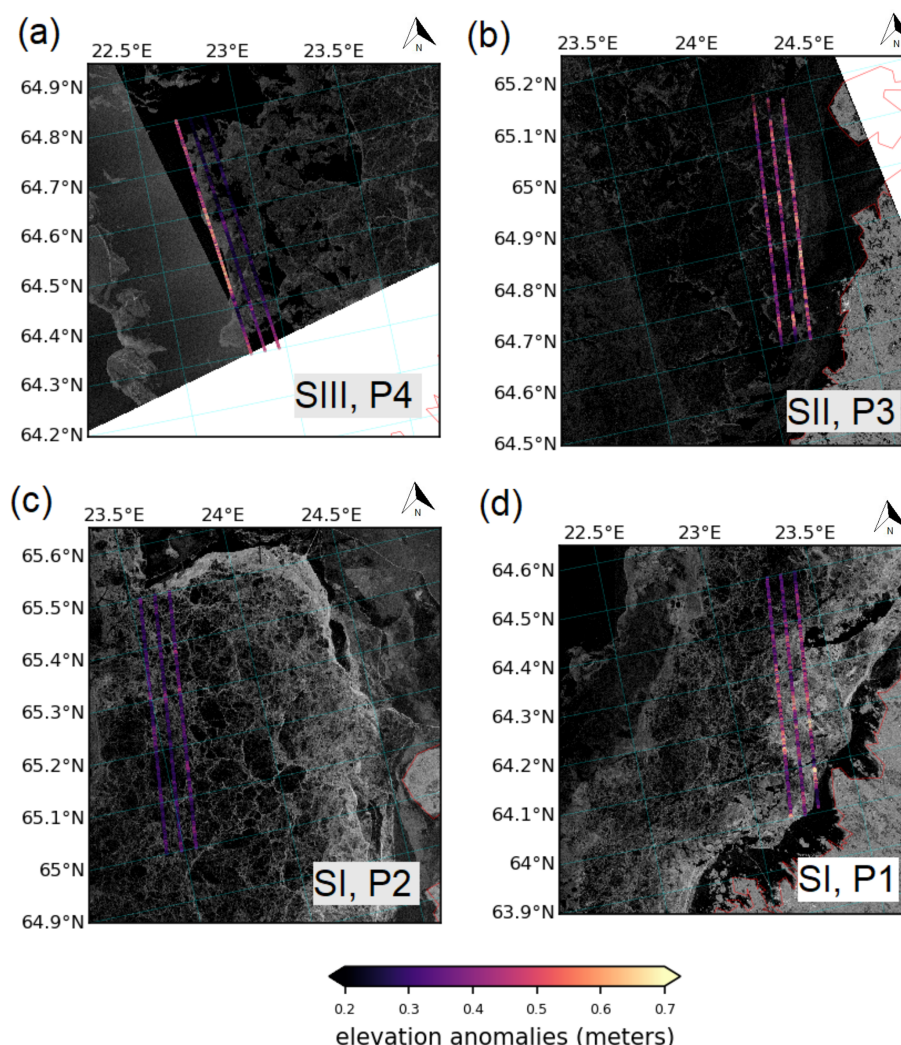 (a)
22.5°E 23°E 23.5°E
N
64.9°N
64.8°N
64.7°N
64.6°N
64.5°N
64.4°N
64.3°N
64.2°N
SIII, P4
(b)
23.5°E 24°E 24.5°E
N
65.2°N
65.1°N
65°N
64.9°N
64.8°N
64.7°N
64.6°N
64.5°N
SII, P3
(c)
23.5°E 24°E 24.5°E
N
65.6°N
65.5°N
65.4°N
65.3°N
65.2°N
65.1°N
65°N
64.9°N
SI, P2
(d)
22.5°E 23°E 23.5°E
N
64.6°N
64.5°N
64.4°N
64.3°N
64.2°N
64.1°N
64°N
63.9°N
SI, P1
0.2 0.3 0.4 0.5 0.6 0.7
elevation anomalies (meters)